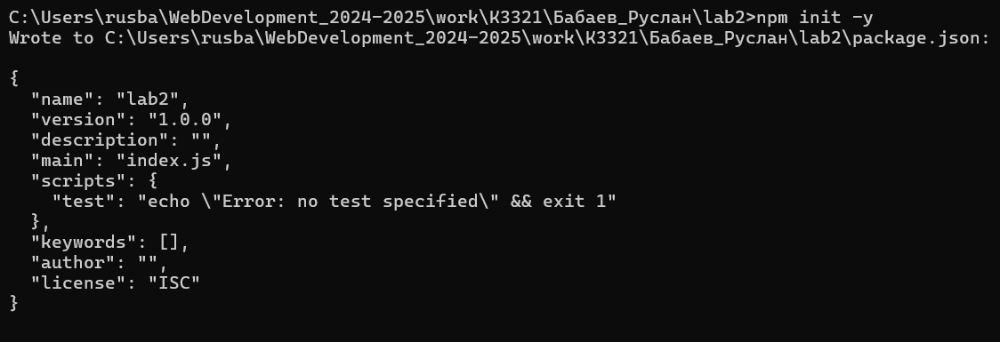 C:\Users\rusba\WebDevelopment_2024-2025\work\K3321\Бабаев_Руслан\lab2>npm init -y
Wrote to C:\Users\rusba\WebDevelopment_2024-2025\work\K3321\Бабаев_Руслан\lab2\package.json:
{
  "name": "lab2",
  "version": "1.0.0",
  "description": "",
  "main": "index.js",
  "scripts": {
    "test": "echo \"Error: no test specified\" && exit 1"
  },
  "keywords": [],
  "author": "",
  "license": "ISC"
}